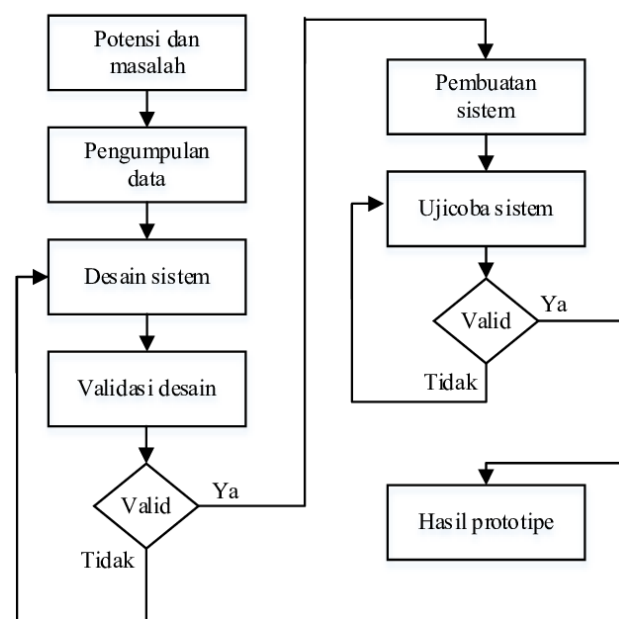 Potensi dan
masalah
Pengumpulan
data
Desain sistem
Validasi desain
Valid
Ya
Tidak
Pembuatan
sistem
Ujicoba sistem
Valid
Ya
Tidak
Hasil prototipe